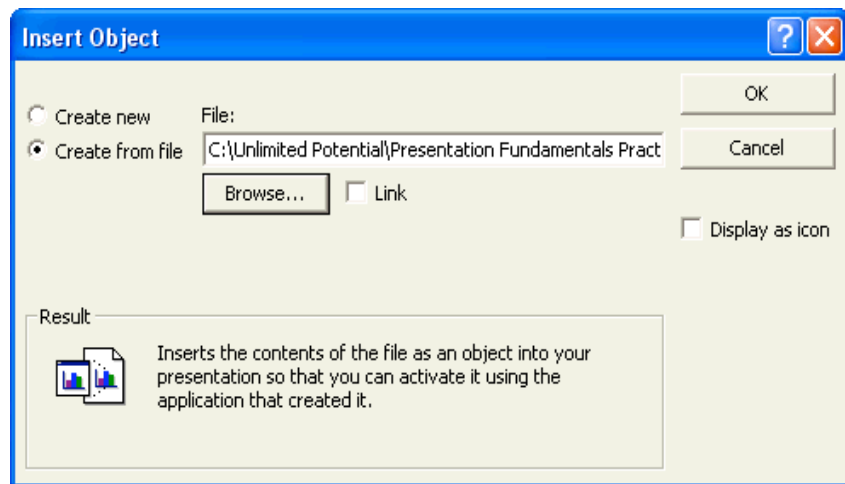 Insert Object
OK
Create new
File:
Create from file
C:\Unlimited Potential\Presentation Fundamentals Pract
Cancel
Browse...
Link
Display as icon
Result
Inserts the contents of the file as an object into your
presentation so that you can activate it using the
application that created it.